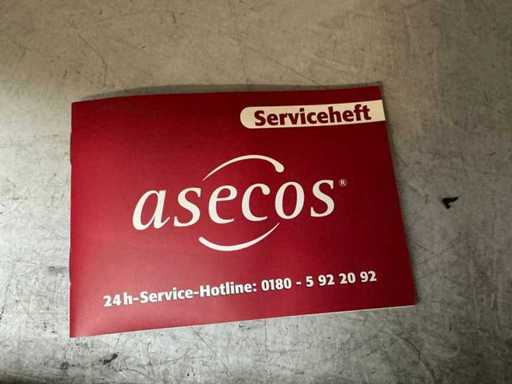 Serviceheft
asecos®
24h-Service-Hotline: 0180 - 5 92 20 92